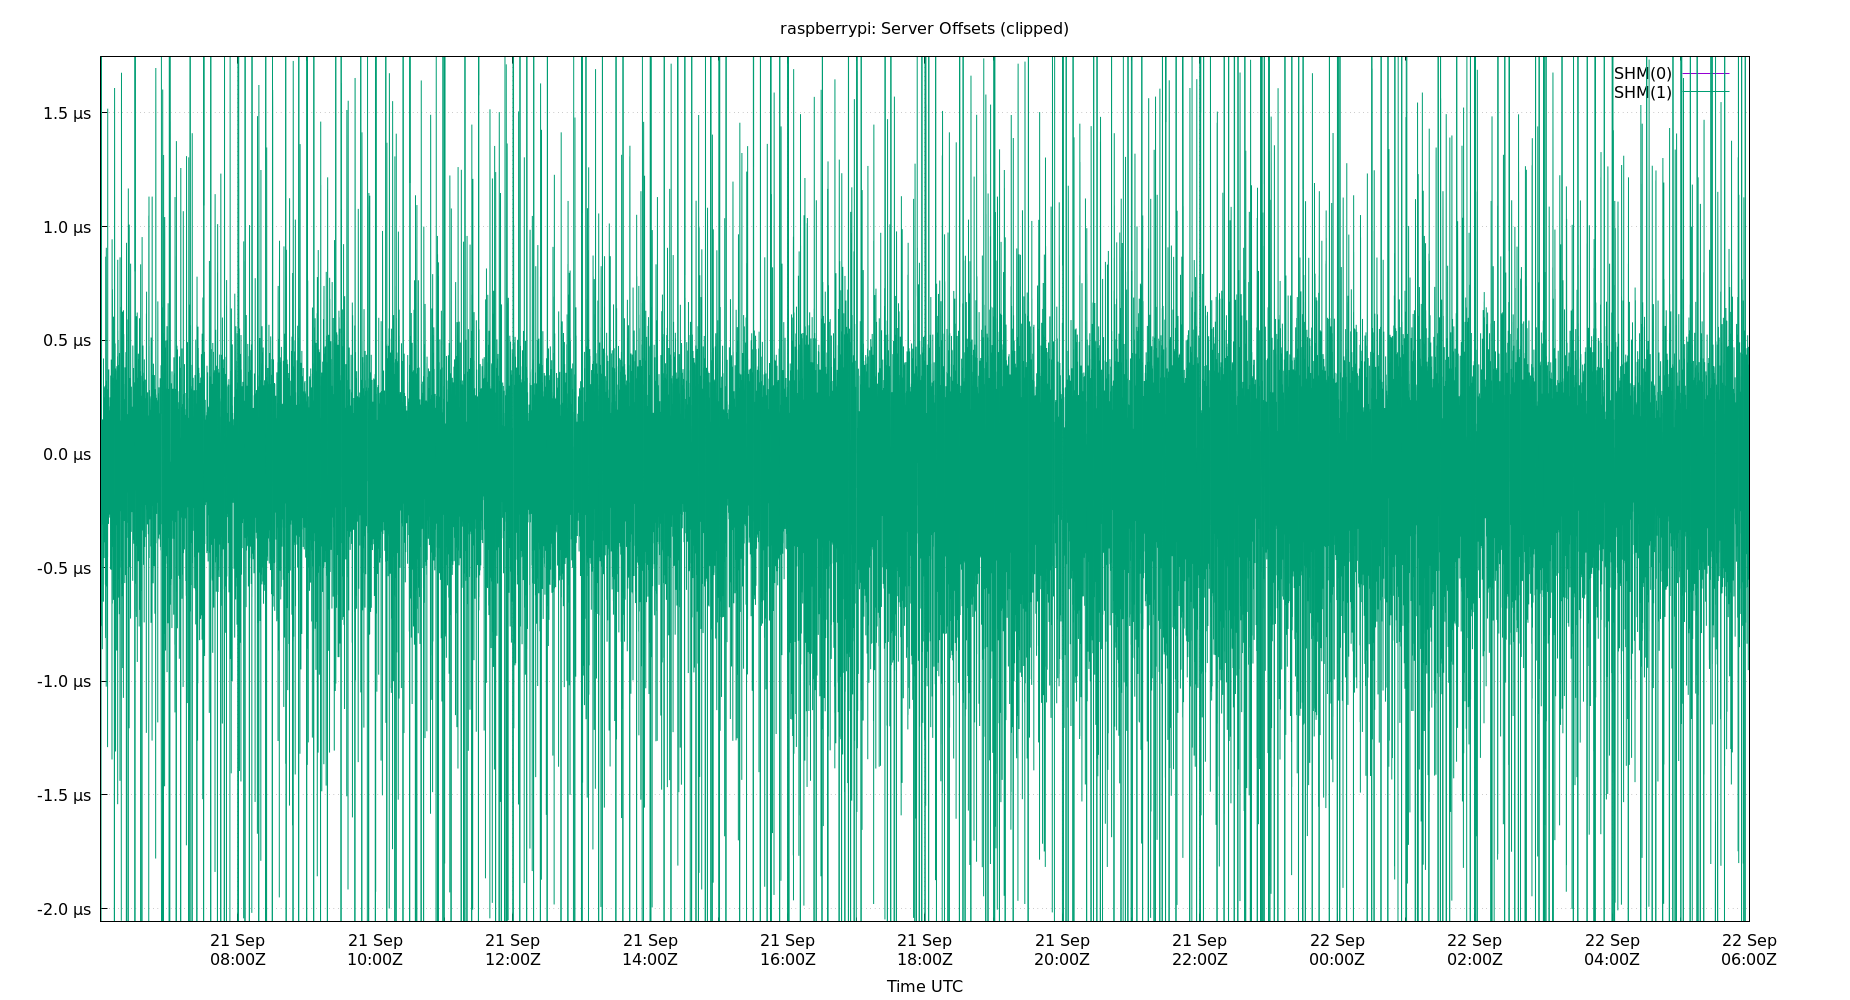 raspberrypi: Server Offsets (clipped)
SHM(0)
SHM(1)
1.5 µs
1.0 µs
0.5 µs
0.0 µs
-0.5 µs
-1.0 µs
-1.5 µs
-2.0 µs
21 Sep 21 Sep 21 Sep 21 Sep 21 Sep 21 Sep 21 Sep 21 Sep 22 Sep 22 Sep 22 Sep 22 Sep
08:00Z 10:00Z 12:00Z 14:00Z 16:00Z 18:00Z 20:00Z 22:00Z 00:00Z 02:00Z 04:00Z 06:00Z
Time UTC